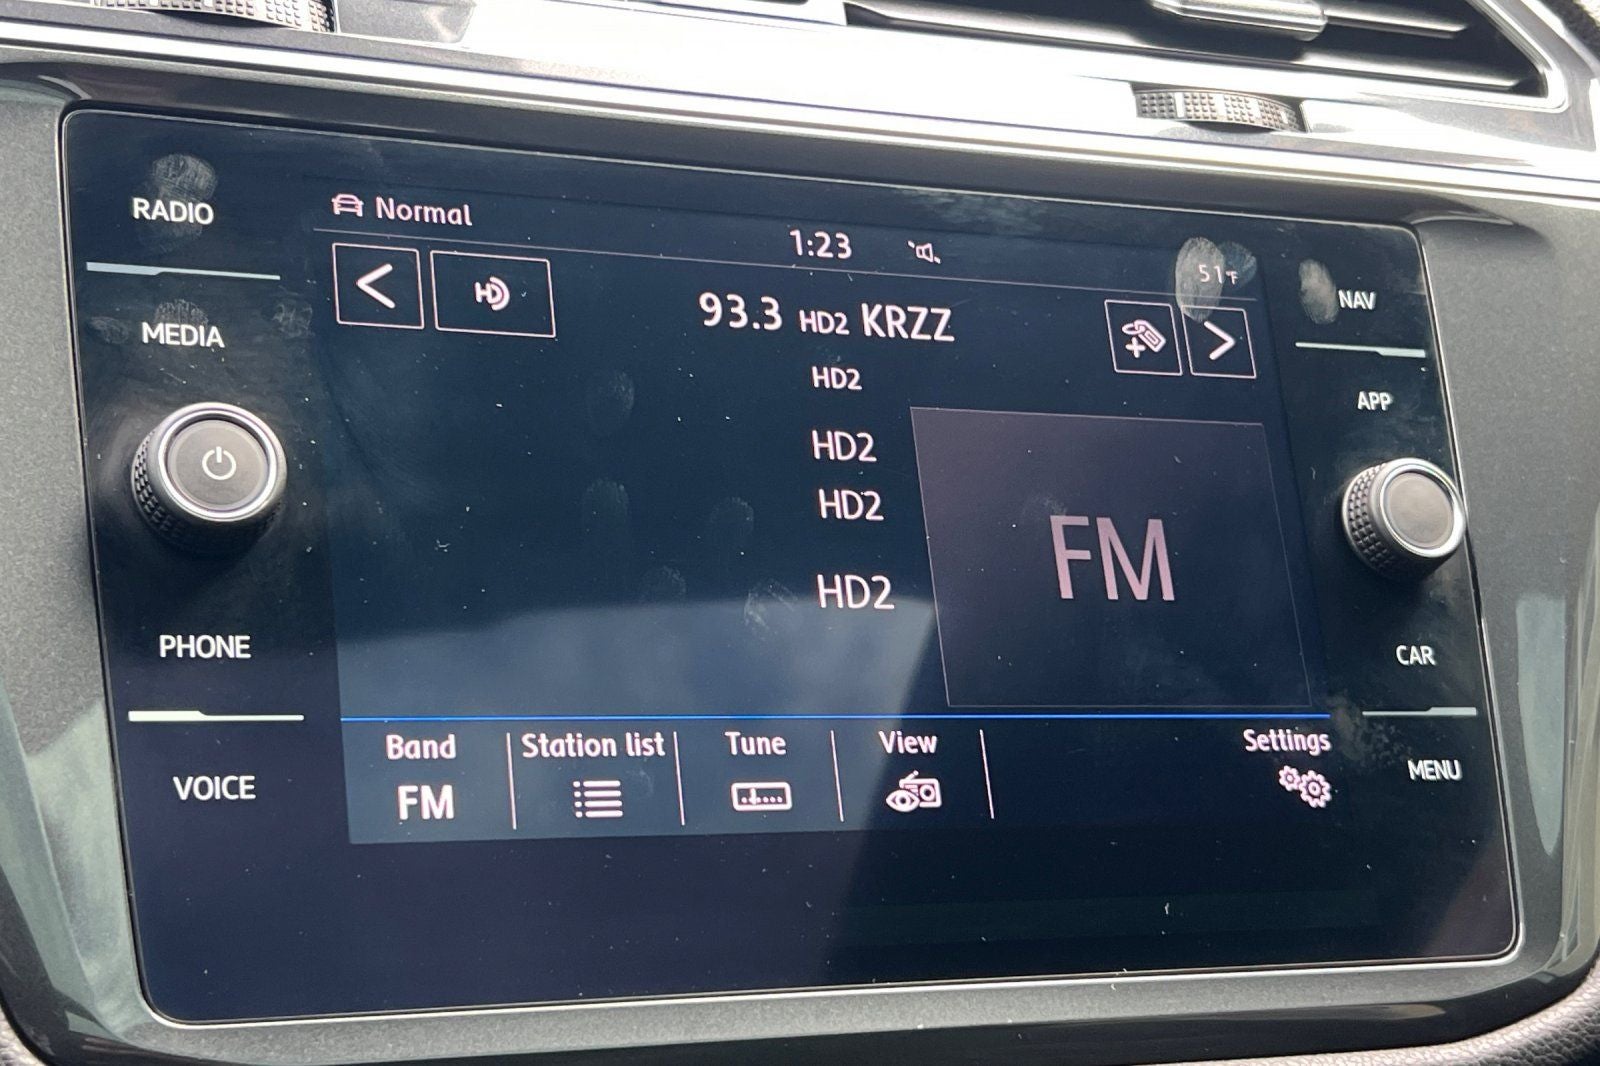 RADIO
MEDIA
PHONE
VOICE
Normal
1:23
51°F
93.3 HD2 KRZZ
HD2
HD2
HD2
HD2
FM
Band
FM
Station list
Tune
View
Settings
NAV
APP
CAR
MENU